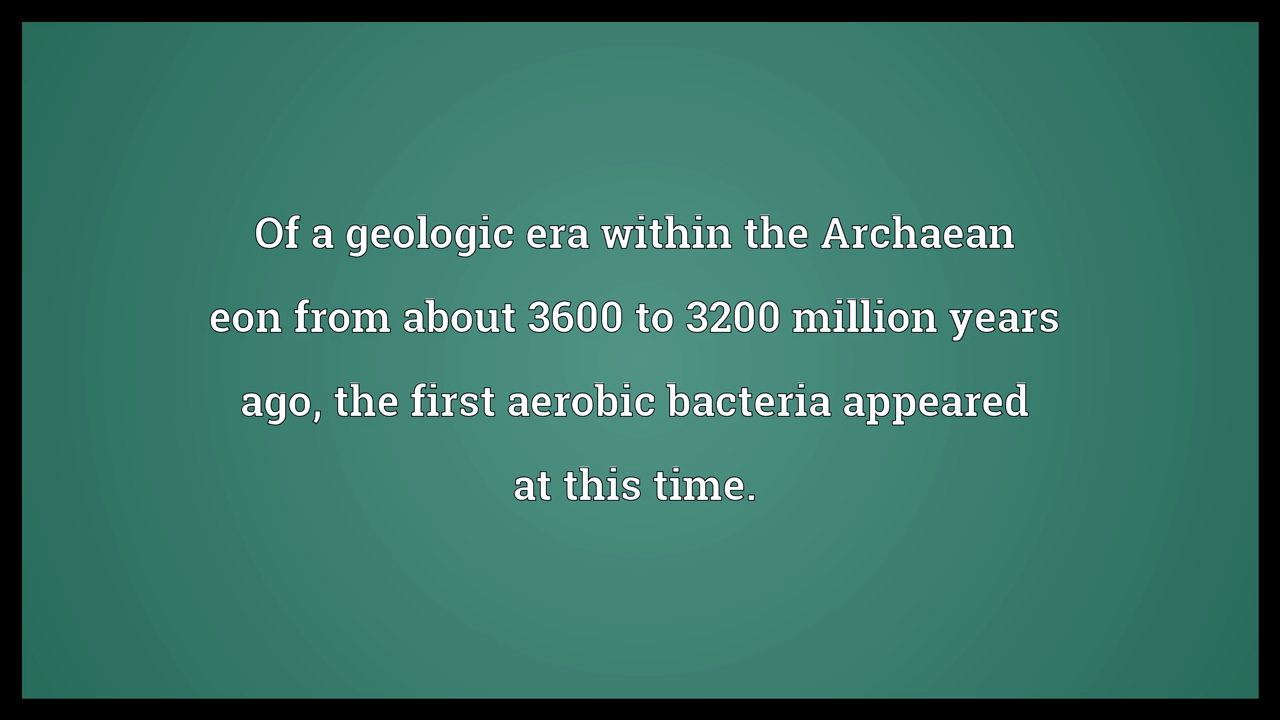 Of a geologic era within the Archaean
eon from about 3600 to 3200 million years
ago, the first aerobic bacteria appeared
at this time.